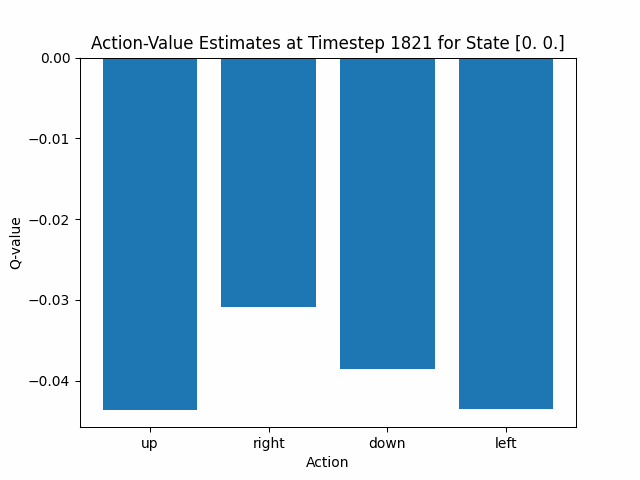 Action-Value Estimates at Timestep 1821 for State [0. 0.]
0.00
−0.01
−0.02
−0.03
−0.04
Q-value
up right down left
Action